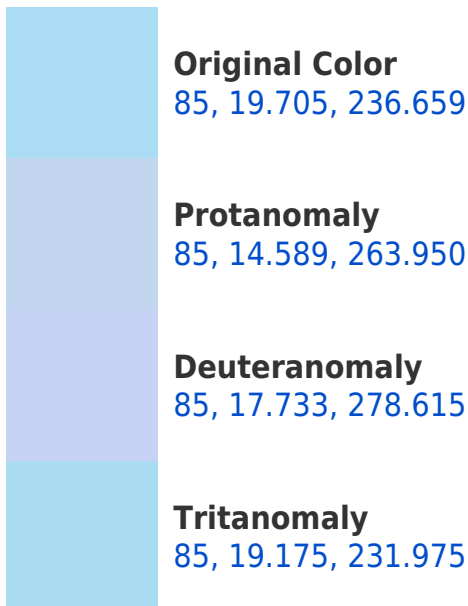 Original Color
85, 19.705, 236.659
Protanomaly
85, 14.589, 263.950
Deuteranomaly
85, 17.733, 278.615
Tritanomaly
85, 19.175, 231.975